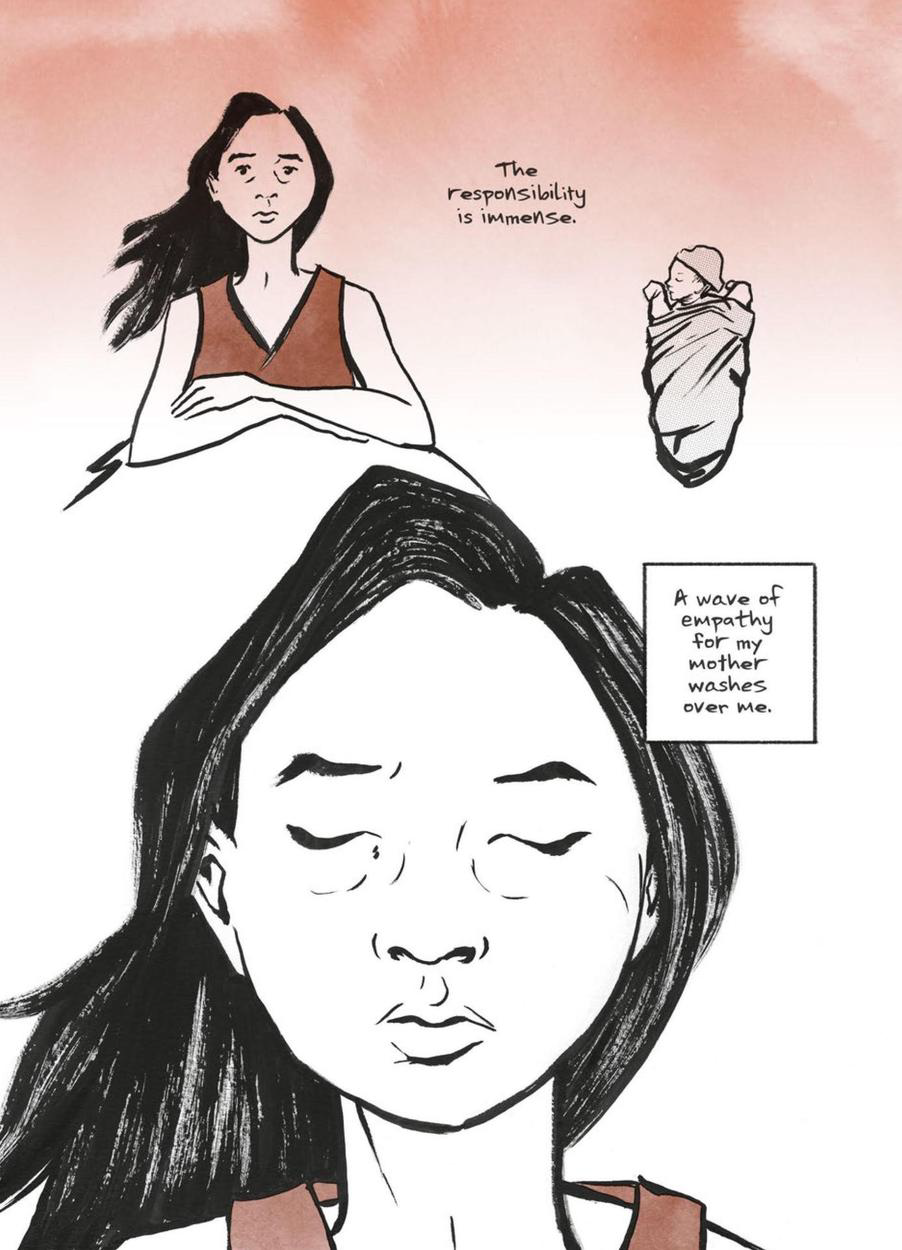 The
responsibility
is immense.
A wave of
empathy
for my
mother
washes
over me.